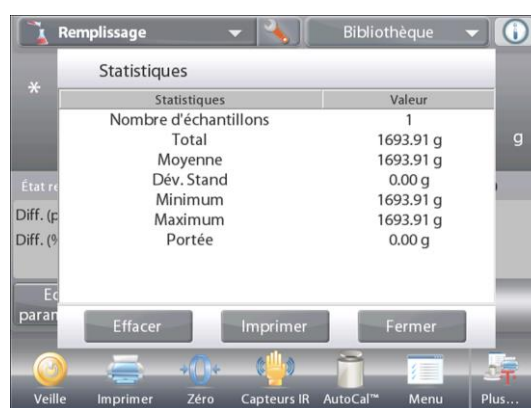 Remplissage Bibliothèque
Statistiques
*
Statistiques Valeur
Nombre d'échantillons 1
Total 1693.91 g
g
Moyenne 1693.91 g
Dév. Stand 0.00 g
État
Minimum 1693.91 g
Maximum 1693.91 g
Diff.
Portée 0.00 g
Diff. (%
Effacer Imprimer Fermer
Veille Imprimer Zéro Capteurs IR AutoCal™ Menu Plus...